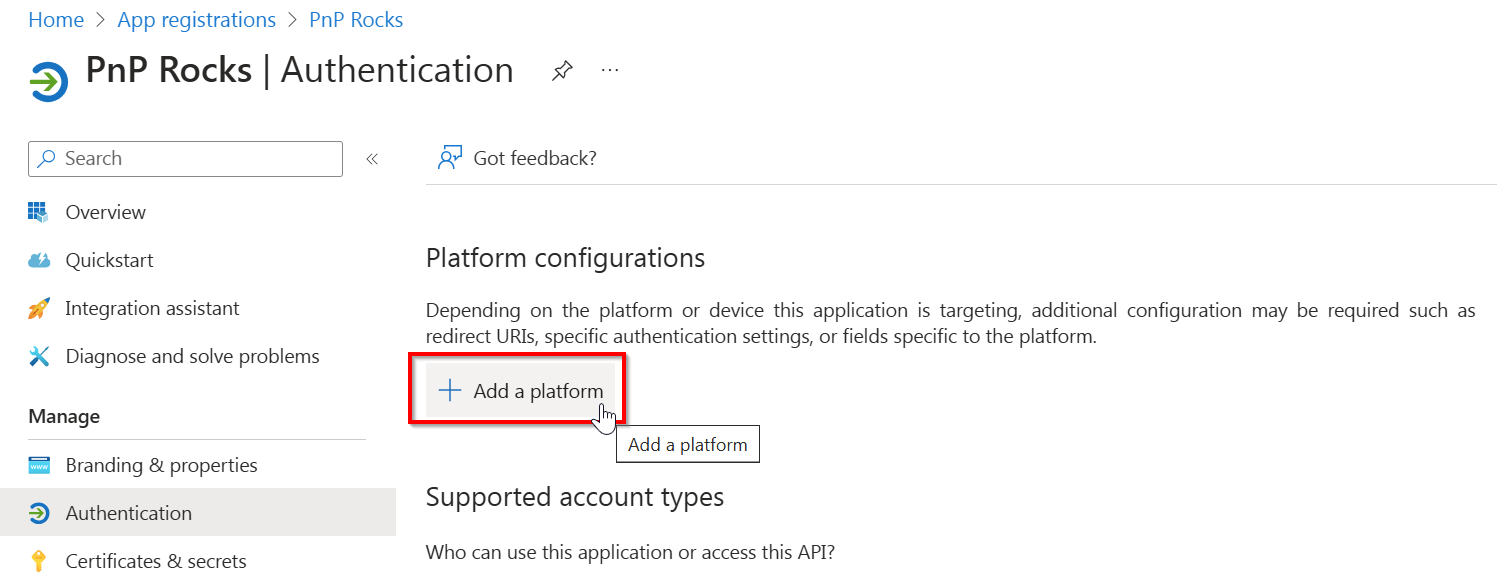 Home > App registrations > PnP Rocks
PnP Rocks | Authentication
Search
Got feedback?
Overview
Quickstart
Integration assistant
Diagnose and solve problems
Manage
Branding & properties
Authentication
Certificates & secrets
Platform configurations
Depending on the platform or device this application is targeting, additional configuration may be required such as
redirect URIs, specific authentication settings, or fields specific to the platform.
Add a platform
Add a platform
Supported account types
Who can use this application or access this API?